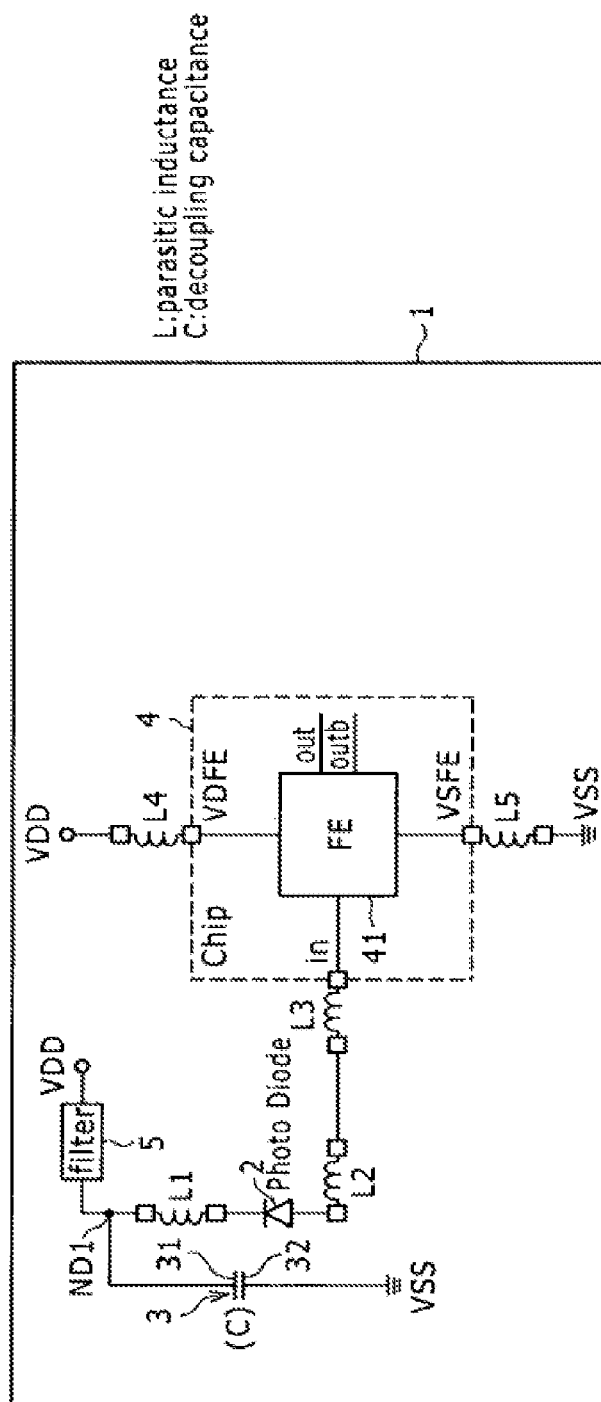 L:parasitic inductance
C:decoupling capacitance
1
VDD
L4
4
VDFE
Chip
out
outb
FE
in
41
VSFE
L5
VSS
VDD
filter
5
ND1
L1
31
3
(C)
32
2
Photo Diode
L3
L2
VSS